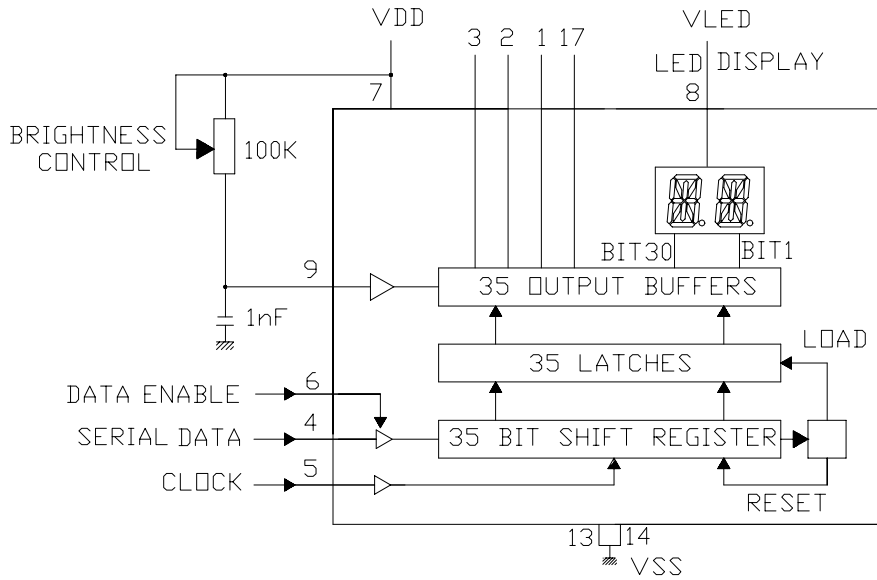 VDD
VLED
3 2 1 17
LED DISPLAY
7
8
BRIGHTNESS
CONTROL
100K
BIT30
BIT1
9
35 OUTPUT BUFFERS
1nF
LOAD
35 LATCHES
6
DATA ENABLE
4
SERIAL DATA
35 BIT SHIFT REGISTER
5
CLOCK
RESET
13 14
VSS